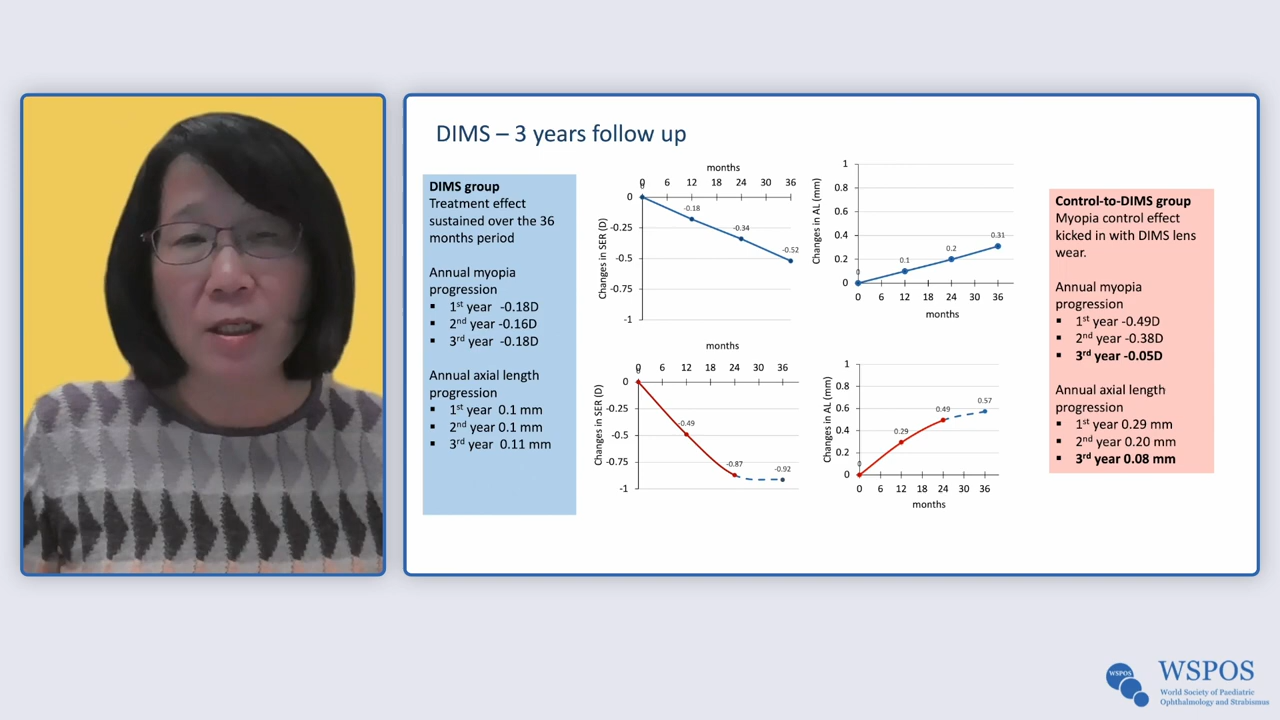 DIMS – 3 years follow up
DIMS group
Treatment effect
sustained over the 36
months period
Annual myopia
progression
▪ 1st year -0.18D
▪ 2nd year -0.16D
▪ 3rd year -0.18D
Annual axial length
progression
▪ 1st year 0.1 mm
▪ 2nd year 0.1 mm
▪ 3rd year 0.11 mm
months
0 6 12 18 24 30 36
0
-0.25
-0.5
-0.75
-1
Changes in SER (D)
0
-0.18
-0.34
-0.52
1
0.8
0.6
0.4
0.2
0
Changes in AL (mm)
0
0.1
0.2
0.31
0 6 12 18 24 30 36
months
months
0 6 12 18 24 30 36
0
-0.25
-0.5
-0.75
-1
Changes in SER (D)
0
-0.49
-0.87
-0.92
1
0.8
0.6
0.4
0.2
0
Changes in AL (mm)
0
0.29
0.49
0.57
0 6 12 18 24 30 36
months
Control-to-DIMS group
Myopia control effect
kicked in with DIMS lens
wear.
Annual myopia
progression
▪ 1st year -0.49D
▪ 2nd year -0.38D
▪ 3rd year -0.05D
Annual axial length
progression
▪ 1st year 0.29 mm
▪ 2nd year 0.20 mm
▪ 3rd year 0.08 mm
WSPOS
WSPOS
World Society of Paediatric
Ophthalmology and Strabismus